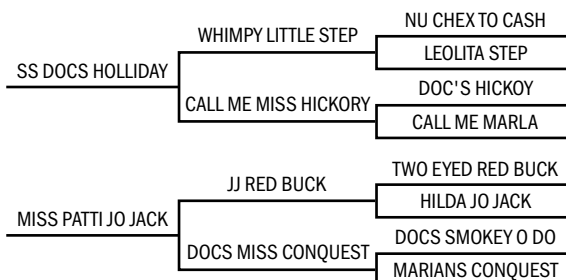 NU CHEX TO CASH
WHIMPY LITTLE STEP
LEOLITA STEP
SS DOCS HOLLIDAY
DOC'S HICKOY
CALL ME MISS HICKORY
CALL ME MARLA
TWO EYED RED BUCK
JJ RED BUCK
HILDA JO JACK
MISS PATTI JO JACK
DOCS SMOKEY O DO
DOCS MISS CONQUEST
MARIANS CONQUEST